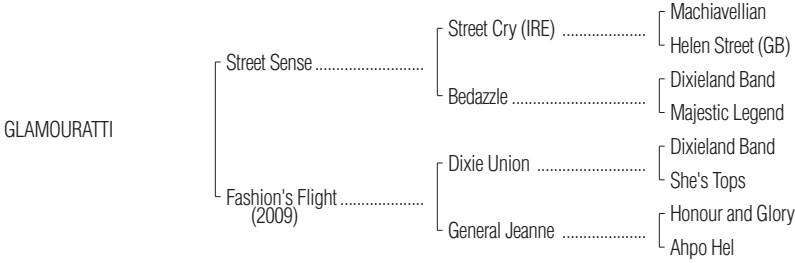 Machiavellian
Street Cry (IRE) ....................
Helen Street (GB)
Street Sense ..........................
Dixieland Band
Bedazzle ................................
Majestic Legend
GLAMOURATTI
Dixieland Band
Dixie Union ..........................
She's Tops
Fashion's Flight ....................
(2009)
Honour and Glory
General Jeanne ....................
Ahpo Hel